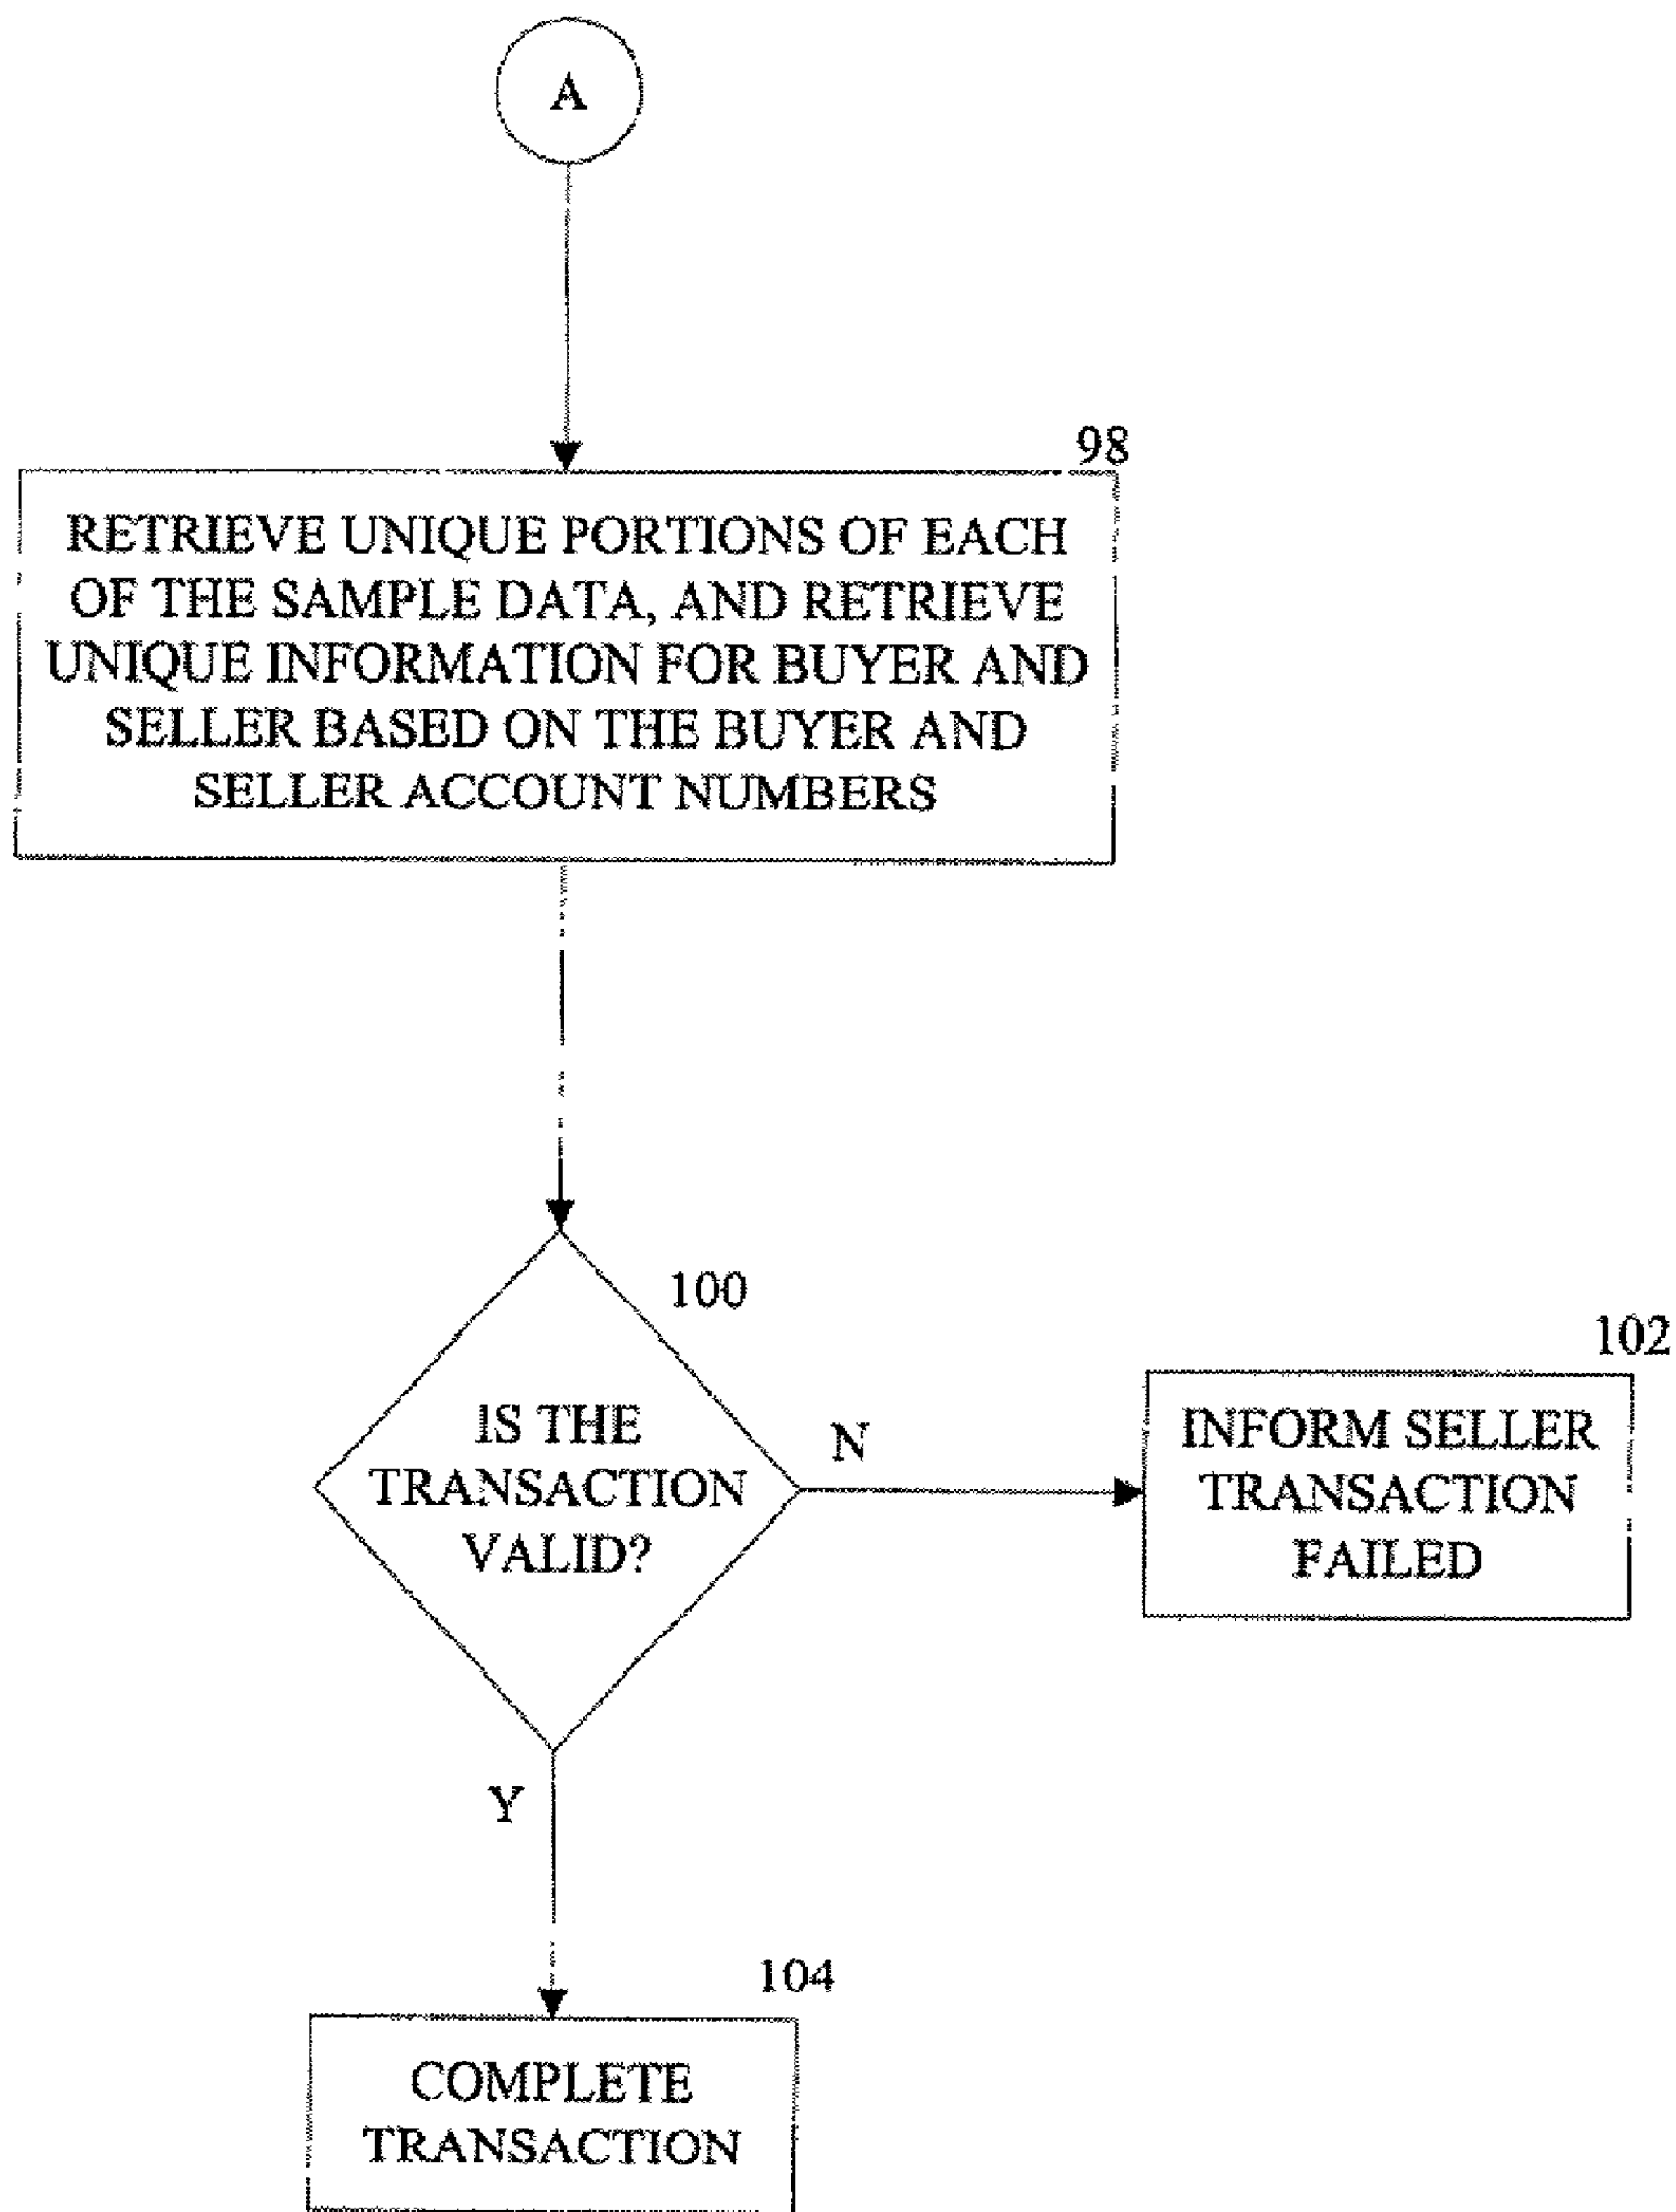 A
98
RETRIEVE UNIQUE PORTIONS OF EACH
OF THE SAMPLE DATA, AND RETRIEVE
UNIQUE INFORMATION FOR BUYER AND
SELLER BASED ON THE BUYER AND
SELLER ACCOUNT NUMBERS
100
IS THE
TRANSACTION
VALID?
N
102
INFORM SELLER
TRANSACTION
FAILED
Y
104
COMPLETE
TRANSACTION